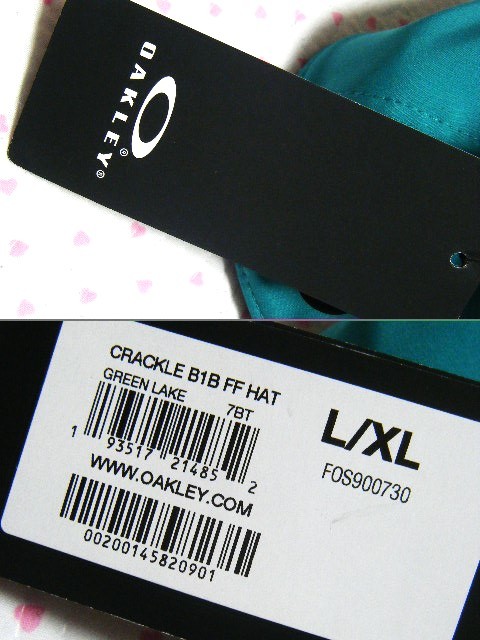 OAKLEY®
CRACKLE B1B FF HAT
GREEN LAKE 7BT
1 93517 21485 2
WWW.OAKLEY.COM
00200145820901
L/XL
FOS900730